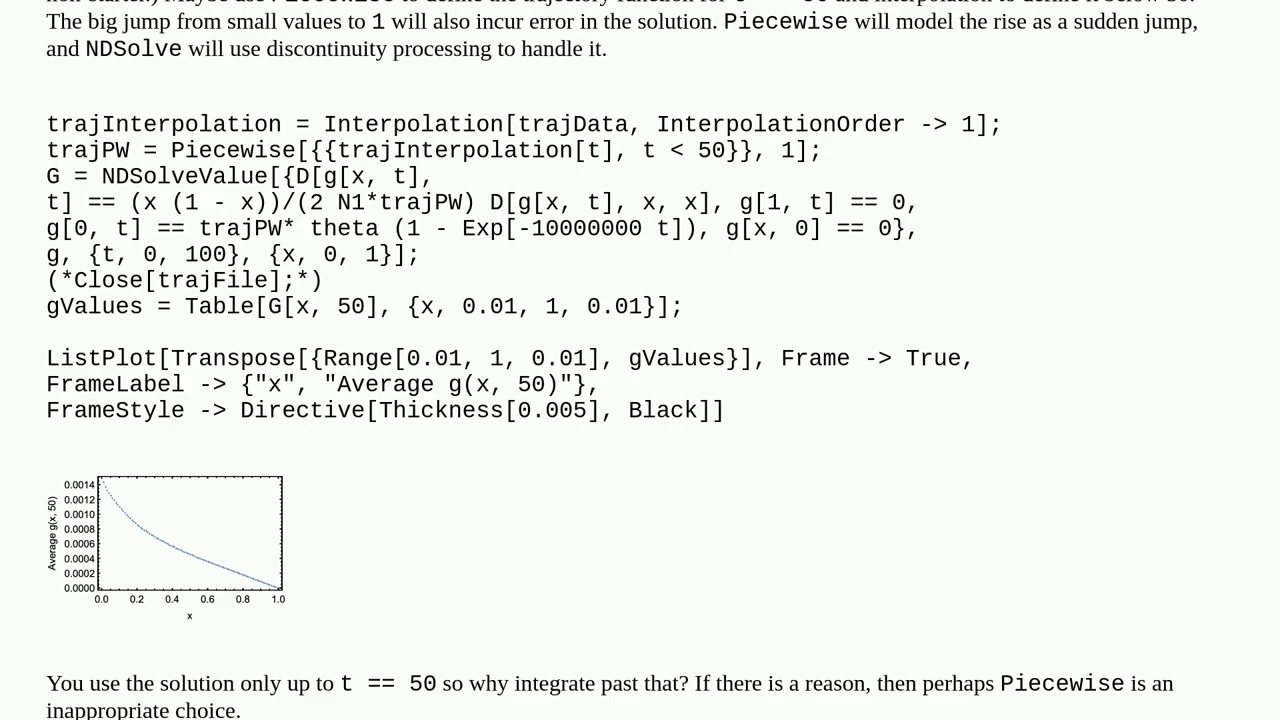 The big jump from small values to 1 will also incur error in the solution. Piecewise will model the rise as a sudden jump,
and NDSolve will use discontinuity processing to handle it.
trajInterpolation = Interpolation[trajData, InterpolationOrder -> 1];
trajPW = Piecewise[{{trajInterpolation[t], t < 50}}, 1];
G = NDSolveValue[{D[g[x, t],
t] == (x (1 - x))/(2 N1*trajPW) D[g[x, t], x, x], g[1, t] == 0,
g[0, t] == trajPW* theta (1 - Exp[-10000000 t]), g[x, 0] == 0},
g, {t, 0, 100}, {x, 0, 1}];
(*Close[trajFile];*)
gValues = Table[G[x, 50], {x, 0.01, 1, 0.01}];
ListPlot[Transpose[{Range[0.01, 1, 0.01], gValues}], Frame -> True,
FrameLabel -> {"x", "Average g(x, 50)"},
FrameStyle -> Directive[Thickness[0.005], Black]]
Average g(x, 50)
0.0014
0.0012
0.0010
0.0008
0.0006
0.0004
0.0002
0.0000
0.0 0.2 0.4 0.6 0.8 1.0
x
You use the solution only up to t == 50 so why integrate past that? If there is a reason, then perhaps Piecewise is an
inappropriate choice.